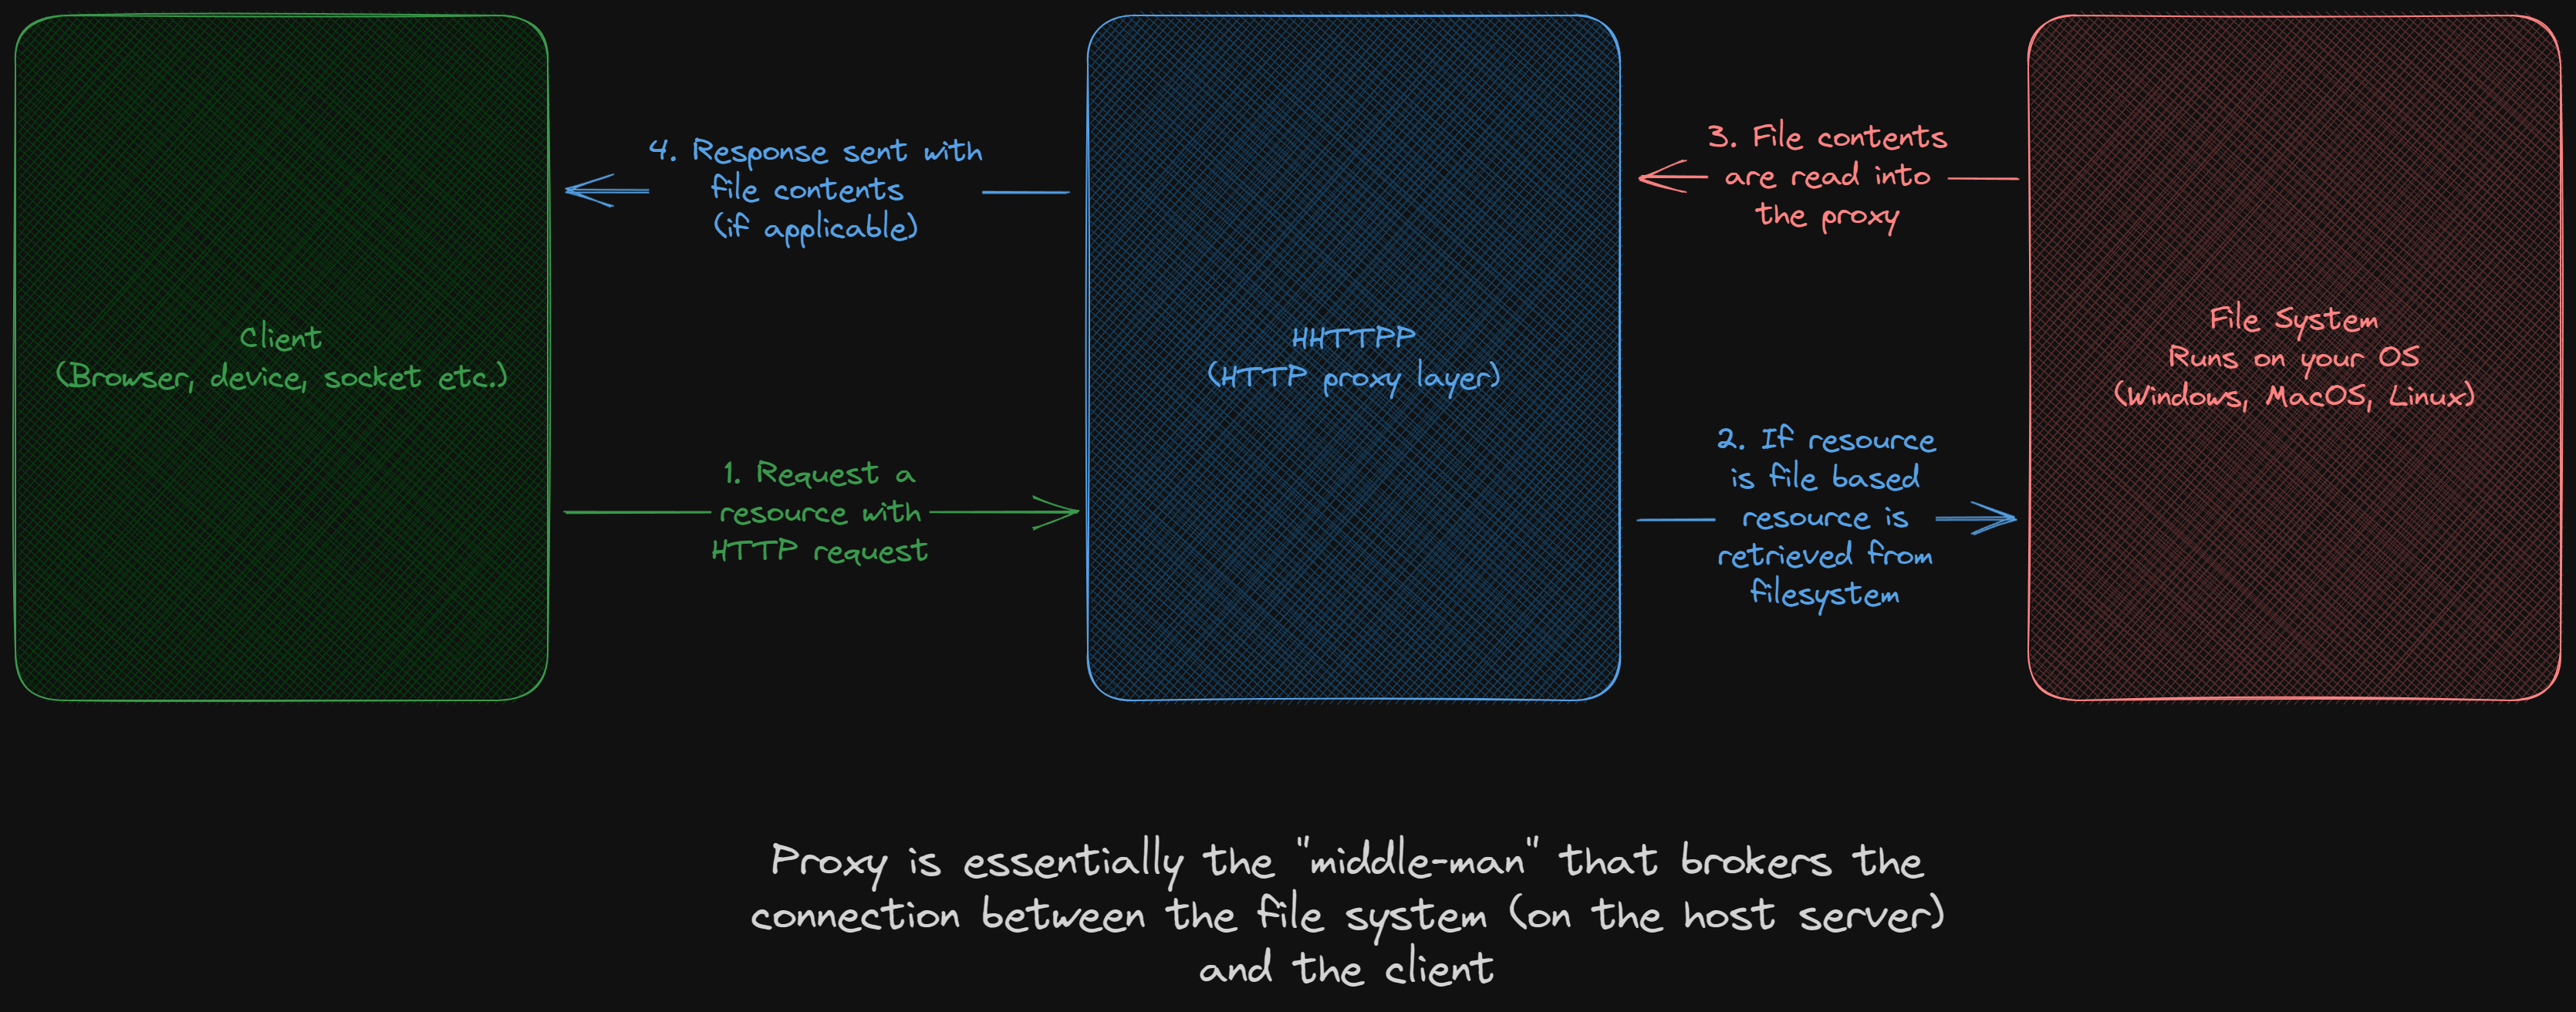 Client
(Browser, device, socket etc.)
4. Response sent with
file contents
(if applicable)
1. Request a
resource with
HTTP request
HHTTPP
(HTTP proxy layer)
3. File contents
are read into
the proxy
2. If resource
is file based
resource is
retrieved from
filesystem
File System
Runs on your OS
(Windows, MacOS, Linux)
Proxy is essentially the "middle-man" that brokers the
connection between the file system (on the host server)
and the client